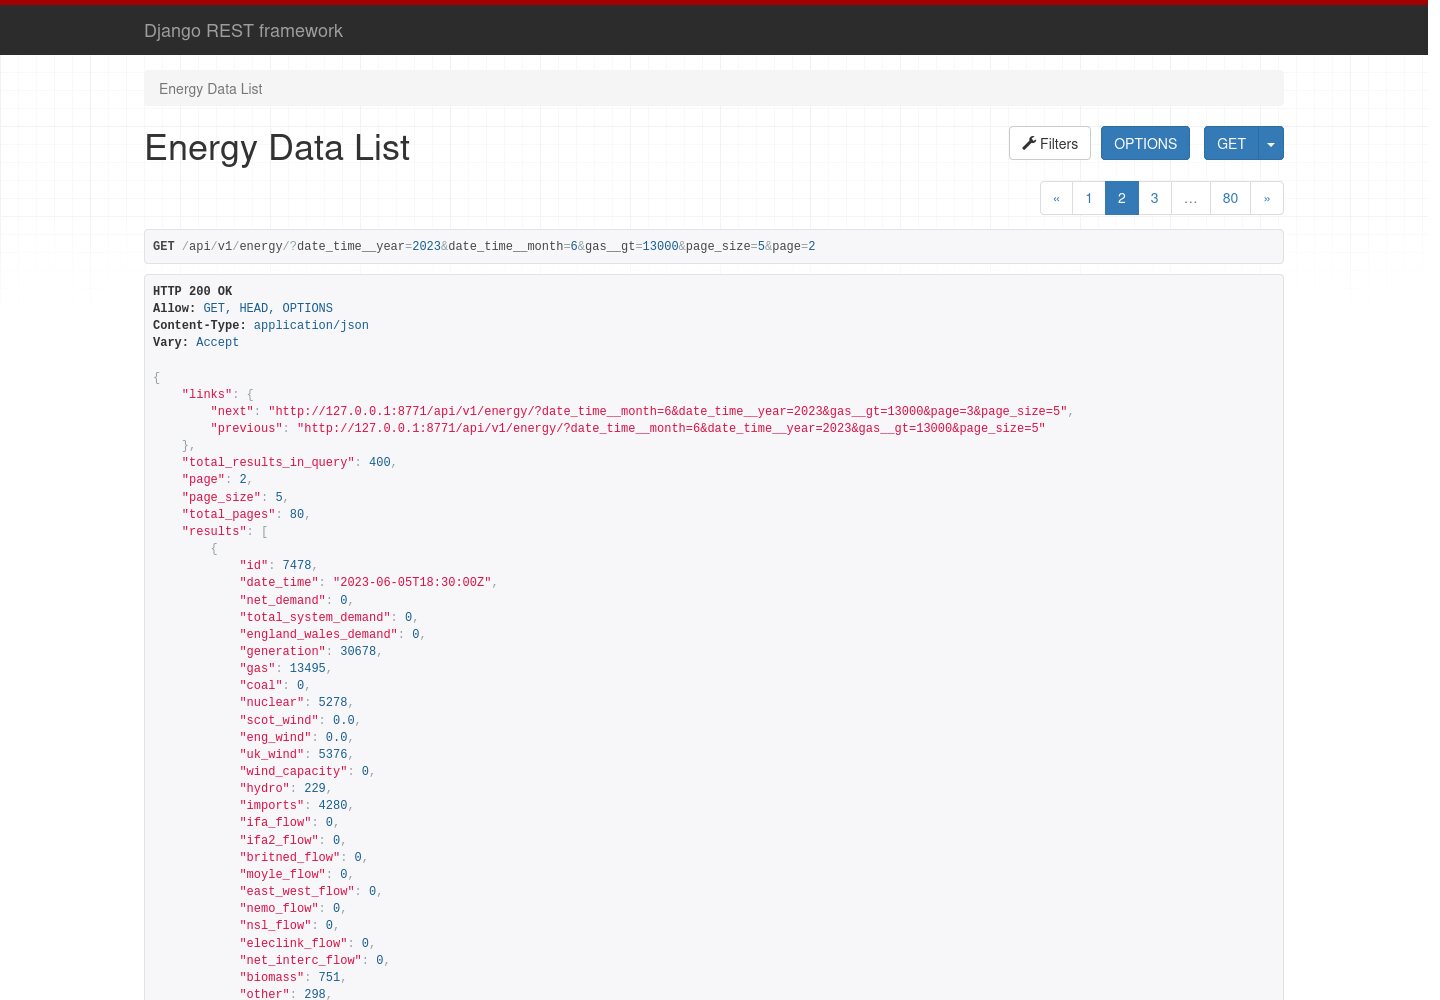 Django REST framework
Energy Data List
Energy Data List
Filters OPTIONS GET
« 1 2 3 … 80 »
GET /api/v1/energy/?date_time__year=2023&date_time__month=6&gas__gt=13000&page_size=5&page=2
HTTP 200 OK
Allow: GET, HEAD, OPTIONS
Content-Type: application/json
Vary: Accept
{
    "links": {
        "next": "http://127.0.0.1:8771/api/v1/energy/?date_time__month=6&date_time__year=2023&gas__gt=13000&page=3&page_size=5",
        "previous": "http://127.0.0.1:8771/api/v1/energy/?date_time__month=6&date_time__year=2023&gas__gt=13000&page_size=5"
    },
    "total_results_in_query": 400,
    "page": 2,
    "page_size": 5,
    "total_pages": 80,
    "results": [
        {
            "id": 7478,
            "date_time": "2023-06-05T18:30:00Z",
            "net_demand": 0,
            "total_system_demand": 0,
            "england_wales_demand": 0,
            "generation": 30678,
            "gas": 13495,
            "coal": 0,
            "nuclear": 5278,
            "scot_wind": 0.0,
            "eng_wind": 0.0,
            "uk_wind": 5376,
            "wind_capacity": 0,
            "hydro": 229,
            "imports": 4280,
            "ifa_flow": 0,
            "ifa2_flow": 0,
            "britned_flow": 0,
            "moyle_flow": 0,
            "east_west_flow": 0,
            "nemo_flow": 0,
            "nsl_flow": 0,
            "eleclink_flow": 0,
            "net_interc_flow": 0,
            "biomass": 751,
            "other": 298,